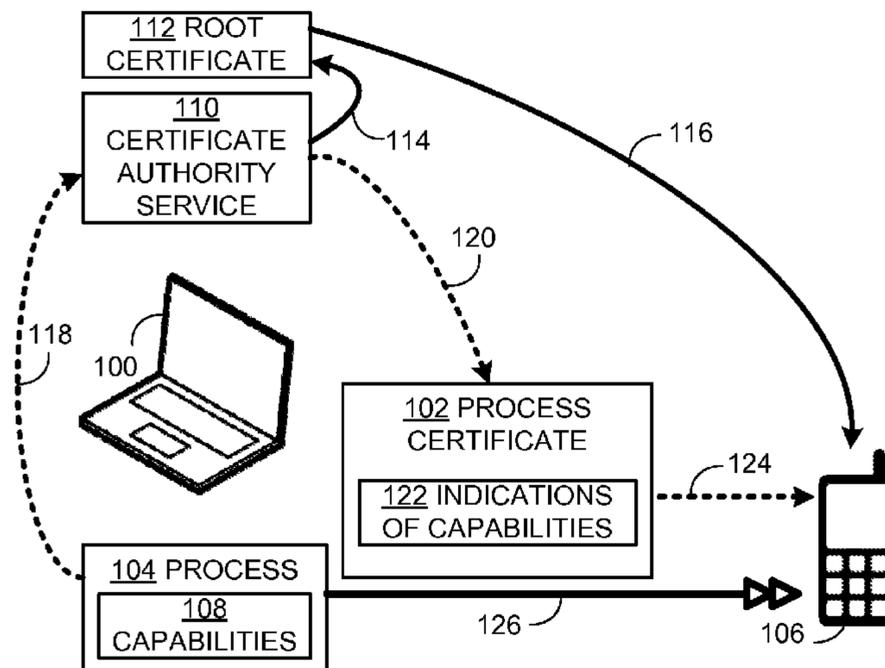 112 ROOT
CERTIFICATE
110
CERTIFICATE
AUTHORITY
SERVICE
114
116
120
118
100
102 PROCESS
CERTIFICATE
122 INDICATIONS
OF CAPABILITIES
124
104 PROCESS
108
CAPABILITIES
126
106